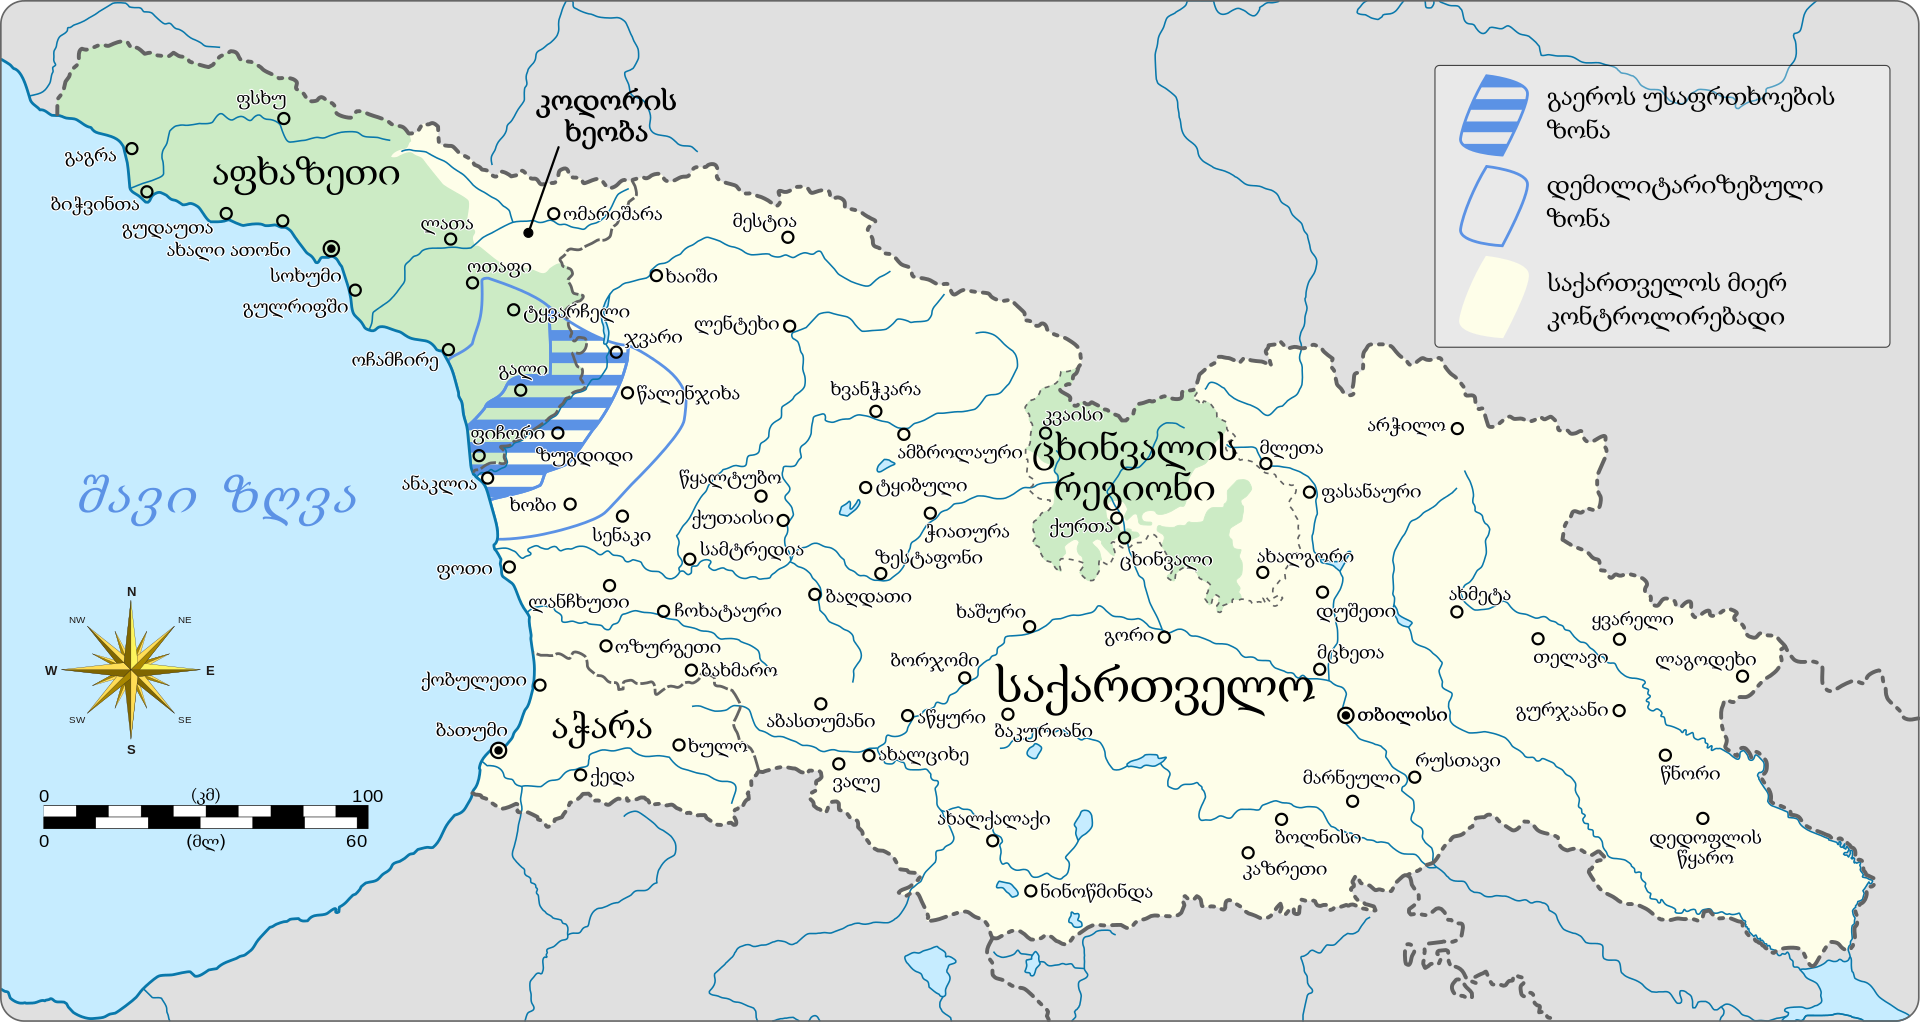 გაეროს უსაფრთხოების
ზონა
დემილიტარიზებული
ზონა
საქართველოს მიერ
კონტროლირებადი
კოდორის
ხეობა
ფსხუ
გაგრა
აფხაზეთი
ბიჭვინთა
გუდაუთა
ახალი ათონი
სოხუმი
გულრიფში
ლათა
ომარიშარა
მესტია
ოთაფი
ხაიში
ტყვარჩელი
ჯვარი
ლენტეხი
ოჩამჩირე
გალი
წალენჯიხა
ხვანჭკარა
კვაისი
არჭილო
ფიჩორი
ზუგდიდი
ამბროლაური
ცხინვალის
რეგიონი
მლეთა
ანაკლია
წყალტუბო
ტყიბული
ფასანაური
შავი ზღვა
ხობი
ქუთაისი
სენაკი
ჭიათურა
ქურთა
სამტრედია
ზესტაფონი
ცხინვალი
ახალგორი
ფოთი
ლანჩხუთი
ჩოხატაური
ბაღდათი
ხაშური
გორი
დუშეთი
ახმეტა
ყვარელი
N
NW
NE
W
E
SW
SE
S
ოზურგეთი
ბახმარო
ბორჯომი
მცხეთა
თელავი
ლაგოდეხი
ქობულეთი
საქართველო
აბასთუმანი
აწყური
ბაკურიანი
თბილისი
გურჯაანი
ბათუმი
აჭარა
ხულო
ქედა
ახალციხე
ვალე
მარნეული
რუსთავი
წნორი
0 (კმ) 100
0 (მლ) 60
ახალქალაქი
ბოლნისი
კაზრეთი
დედოფლის
წყარო
ნინოწმინდა